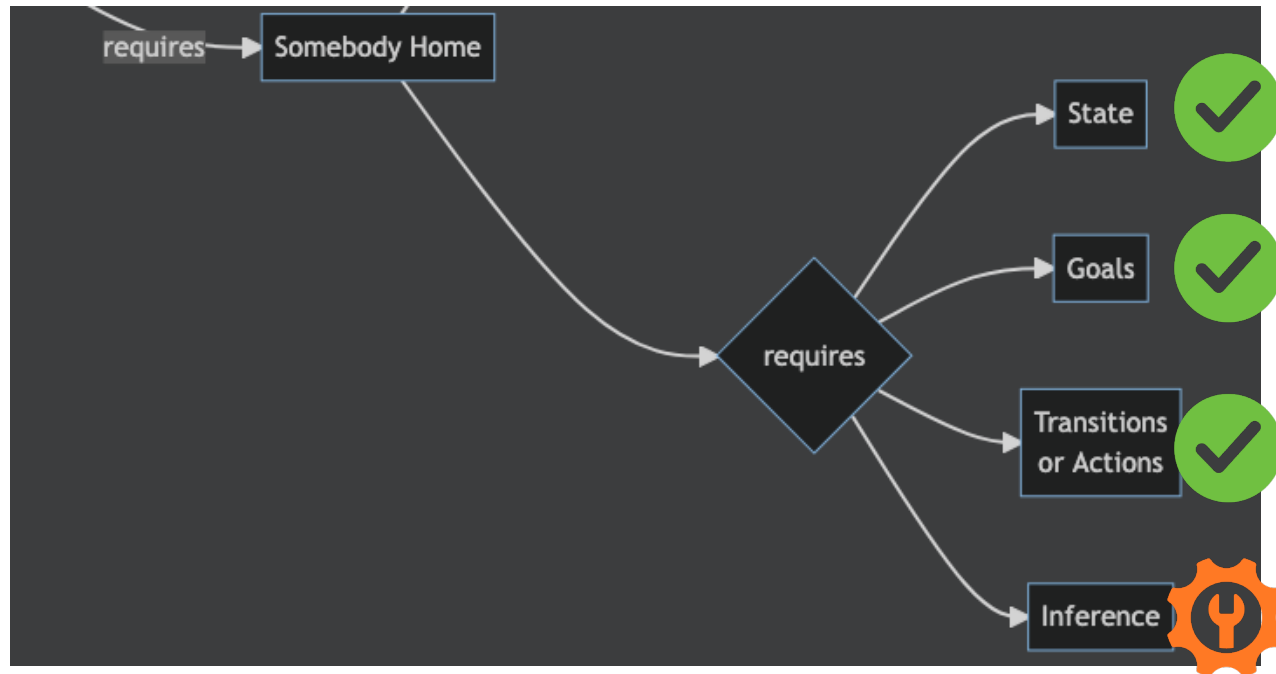 requires
Somebody Home
State
Goals
requires
Transitions
or Actions
Inference